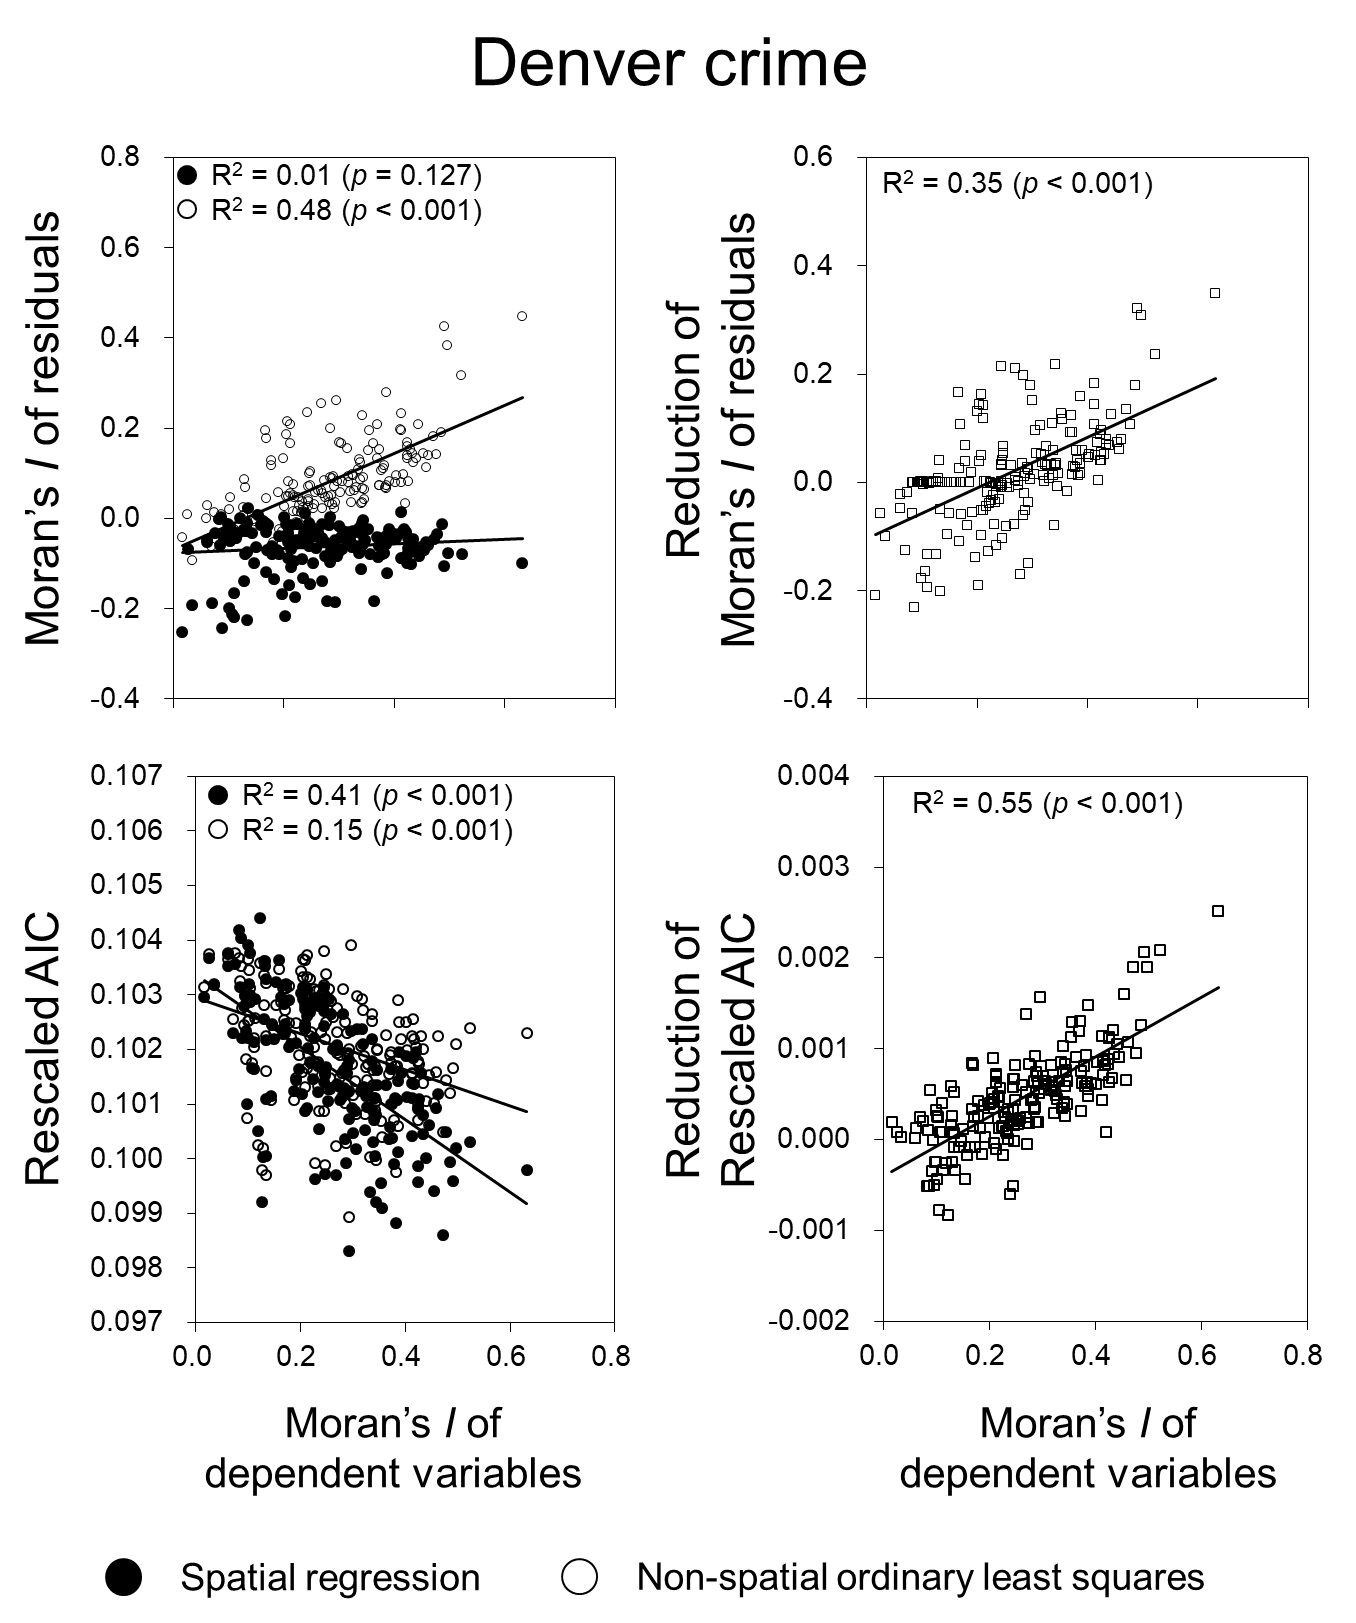 Denver crime
0.8
0.6
0.4
0.2
0.0
-0.2
-0.4
Moran’s I of residuals
R2 = 0.01 (p = 0.127)
R2 = 0.48 (p < 0.001)
0.6
0.4
0.2
0.0
-0.2
-0.4
Reduction of
Moran’s I of residuals
R2 = 0.35 (p < 0.001)
0.107
0.106
0.105
0.104
0.103
0.102
0.101
0.100
0.099
0.098
0.097
Rescaled AIC
R2 = 0.41 (p < 0.001)
R2 = 0.15 (p < 0.001)
0.0 0.2 0.4 0.6 0.8
Moran’s I of
dependent variables
0.004
0.003
0.002
0.001
0.000
-0.001
-0.002
Reduction of
Rescaled AIC
R2 = 0.55 (p < 0.001)
0.0 0.2 0.4 0.6 0.8
Moran’s I of
dependent variables
Spatial regression
Non-spatial ordinary least squares